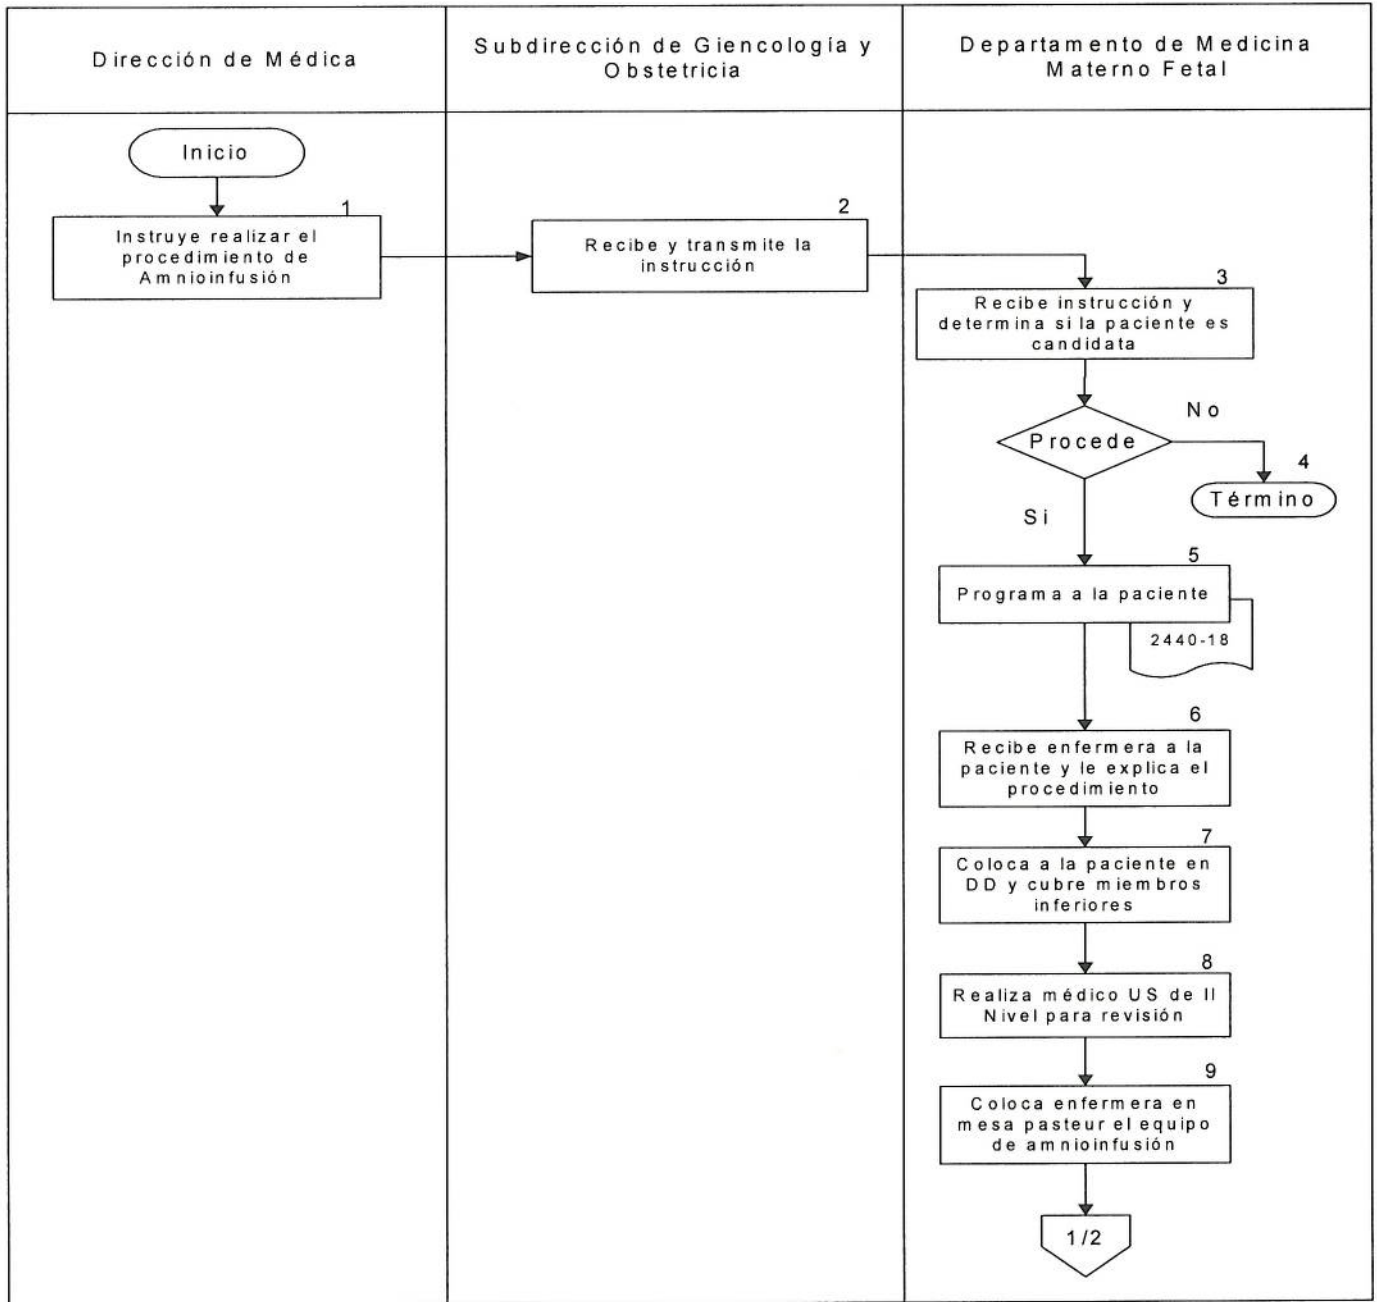 Dirección de Médica
Subdirección de Giencología y
Obstetricia
Departamento de Medicina
Materno Fetal
Inicio
1
Instruye realizar el
procedimiento de
Amnioinfusión
2
Recibe y transmite la
instrucción
3
Recibe instrucción y
determina si la paciente es
candidata
Procede
No
4
Término
Si
5
Programa a la paciente
2440-18
6
Recibe enfermera a la
paciente y le explica el
procedimiento
7
Coloca a la paciente en
DD y cubre miembros
inferiores
8
Realiza médico US de II
Nivel para revisión
9
Coloca enfermera en
mesa pasteur el equipo
de amnioinfusión
1/2